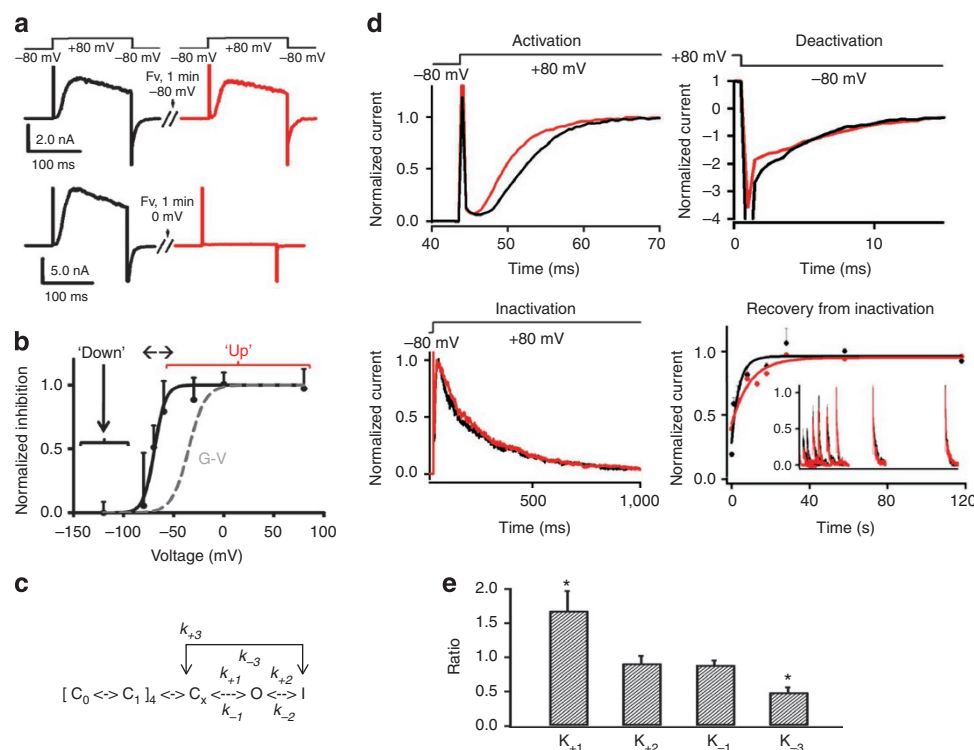 a
+80 mV
+80 mV
−80 mV
−80 mV
−80 mV
−80 mV
Fv, 1 min
−80 mV
2.0 nA
100 ms
Fv, 1 min
0 mV
5.0 nA
100 ms
b
'Down'
'Up'
Normalized inhibition
1.0
0.5
0.0
G-V
−150
−100
−50
0
50
100
Voltage (mV)
c
k+3
k−3
k+1
k+2
[ C0 <-> C1 ]4 <-> Cx <---> O <--> I
k−1
k−2
d
Activation
−80 mV
+80 mV
Normalized current
1.0
0.5
0.0
40
50
60
70
Time (ms)
Deactivation
+80 mV
−80 mV
Normalized current
1
0
−1
−2
−3
−4
0
10
Time (ms)
Inactivation
−80 mV
+80 mV
Normalized current
1.0
0.5
0.0
500
1,000
Time (ms)
Recovery from inactivation
Normalized current
1.0
0.5
0
1.0
0.5
0.0
0
40
80
120
Time (s)
e
Ratio
2.0
1.5
1.0
0.5
0.0
*
*
K+1
K+2
K−1
K−3